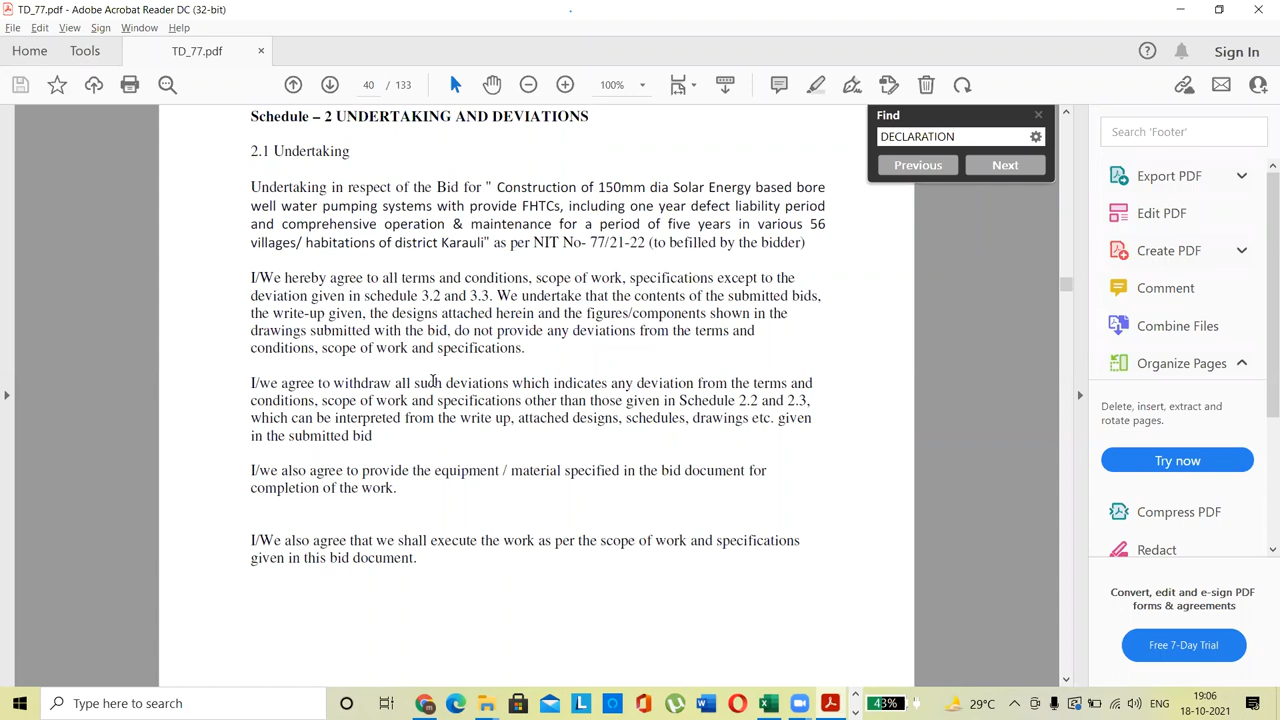 TD_77.pdf - Adobe Acrobat Reader DC (32-bit)
File Edit View Sign Window Help
Home Tools TD_77.pdf × Sign In
40 / 133 100%
Schedule – 2 UNDERTAKING AND DEVIATIONS
2.1 Undertaking
Undertaking in respect of the Bid for " Construction of 150mm dia Solar Energy based bore
well water pumping systems with provide FHTCs, including one year defect liability period
and comprehensive operation & maintenance for a period of five years in various 56
villages/ habitations of district Karauli" as per NIT No- 77/21-22 (to befilled by the bidder)
I/We hereby agree to all terms and conditions, scope of work, specifications except to the
deviation given in schedule 3.2 and 3.3. We undertake that the contents of the submitted bids,
the write-up given, the designs attached herein and the figures/components shown in the
drawings submitted with the bid, do not provide any deviations from the terms and
conditions, scope of work and specifications.
I/we agree to withdraw all such deviations which indicates any deviation from the terms and
conditions, scope of work and specifications other than those given in Schedule 2.2 and 2.3,
which can be interpreted from the write up, attached designs, schedules, drawings etc. given
in the submitted bid
I/we also agree to provide the equipment / material specified in the bid document for
completion of the work.
I/We also agree that we shall execute the work as per the scope of work and specifications
given in this bid document.
Find
DECLARATION
Previous Next
Search 'Footer'
Export PDF
Edit PDF
Create PDF
Comment
Combine Files
Organize Pages
Delete, insert, extract and
rotate pages.
Try now
Compress PDF
Redact
Convert, edit and e-sign PDF
forms & agreements
Free 7-Day Trial
Type here to search
43%
29°C
ENG
19:06
18-10-2021